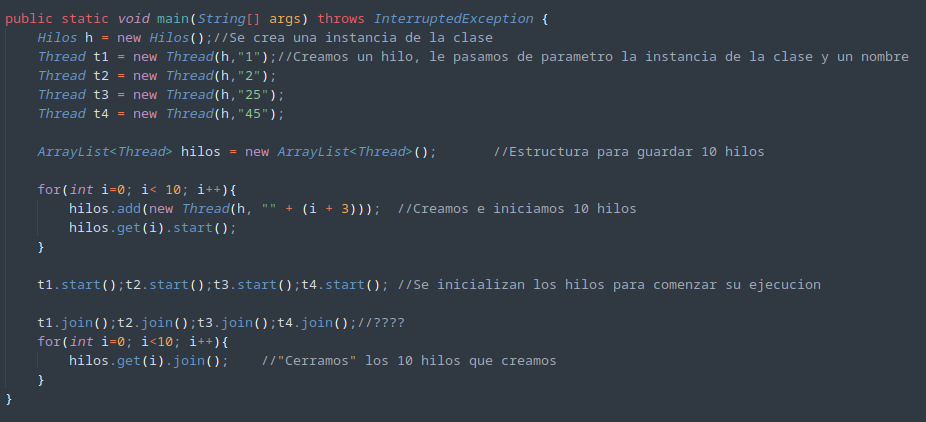 public static void main(String[] args) throws InterruptedException {
    Hilos h = new Hilos();//Se crea una instancia de la clase
    Thread t1 = new Thread(h,"1");//Creamos un hilo, le pasamos de parametro la instancia de la clase y un nombre
    Thread t2 = new Thread(h,"2");
    Thread t3 = new Thread(h,"25");
    Thread t4 = new Thread(h,"45");

    ArrayList<Thread> hilos = new ArrayList<Thread>();       //Estructura para guardar 10 hilos

    for(int i=0; i< 10; i++){
        hilos.add(new Thread(h, "" + (i + 3)));  //Creamos e iniciamos 10 hilos
        hilos.get(i).start();
    }

    t1.start();t2.start();t3.start();t4.start(); //Se inicializan los hilos para comenzar su ejecucion

    t1.join();t2.join();t3.join();t4.join();//????
    for(int i=0; i<10; i++){
        hilos.get(i).join();    //"Cerramos" los 10 hilos que creamos
    }
}